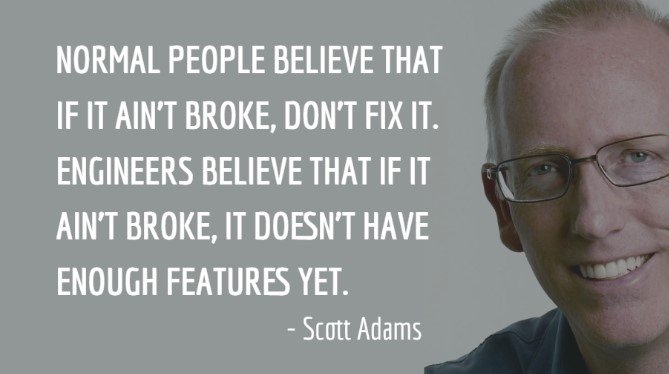 NORMAL PEOPLE BELIEVE THAT
IF IT AIN'T BROKE, DON'T FIX IT.
ENGINEERS BELIEVE THAT IF IT
AIN'T BROKE, IT DOESN'T HAVE
ENOUGH FEATURES YET.
- Scott Adams